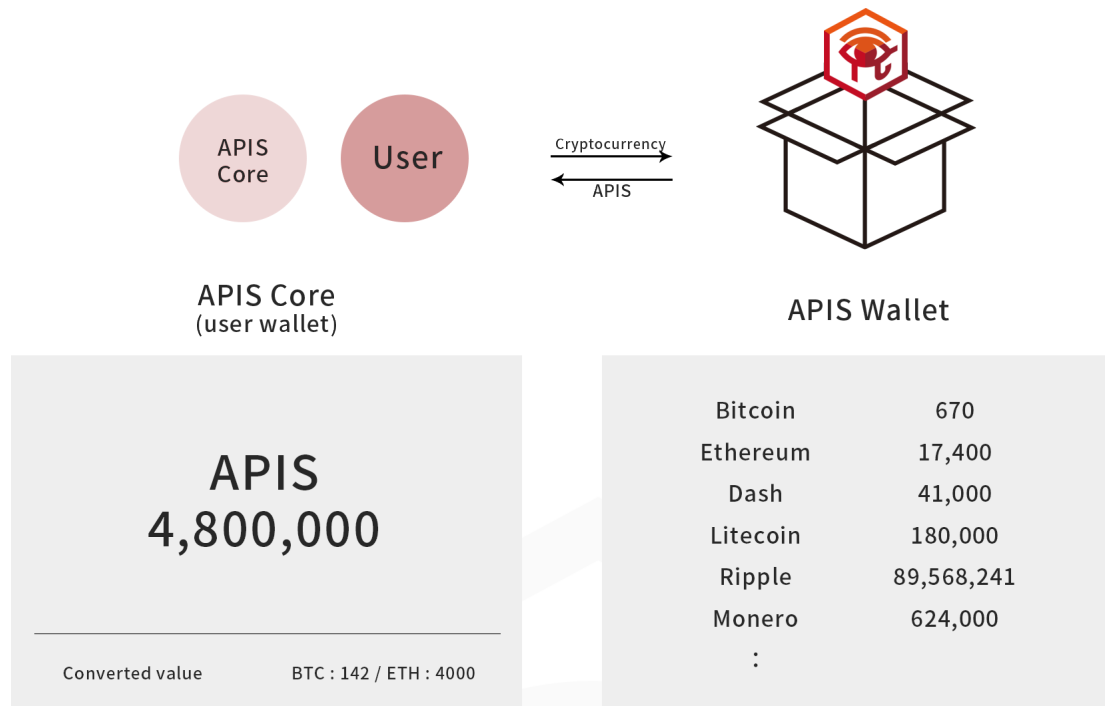 APIS
Core
User
Cryptocurrency
APIS
APIS Core
(user wallet)
APIS Wallet
APIS
4,800,000
Converted value BTC : 142 / ETH : 4000
Bitcoin 670
Ethereum 17,400
Dash 41,000
Litecoin 180,000
Ripple 89,568,241
Monero 624,000
: